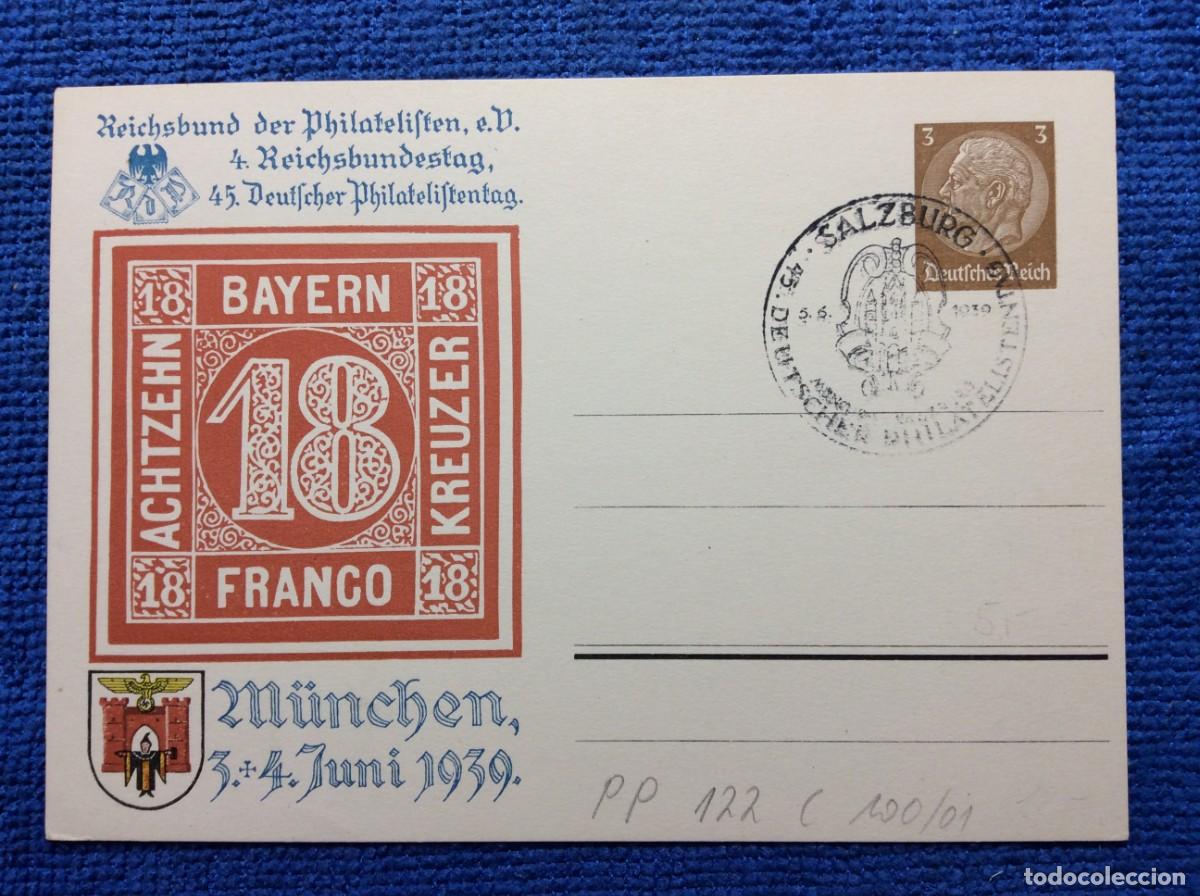 Reichsbund der Philatelisten, e.V.
4. Reichsbundestag,
45. Deutscher Philatelistentag.
R d P
18 BAYERN 18
ACHTZEHN
18
KREUZER
18 FRANCO 18
München,
3.+4. Juni 1939.
3 3
Deutsches Reich
· SALZBURG ·
45. DEUTSCHER PHILATELISTENTAG
1939
5,-
PP 122 C 100/01
todocoleccion